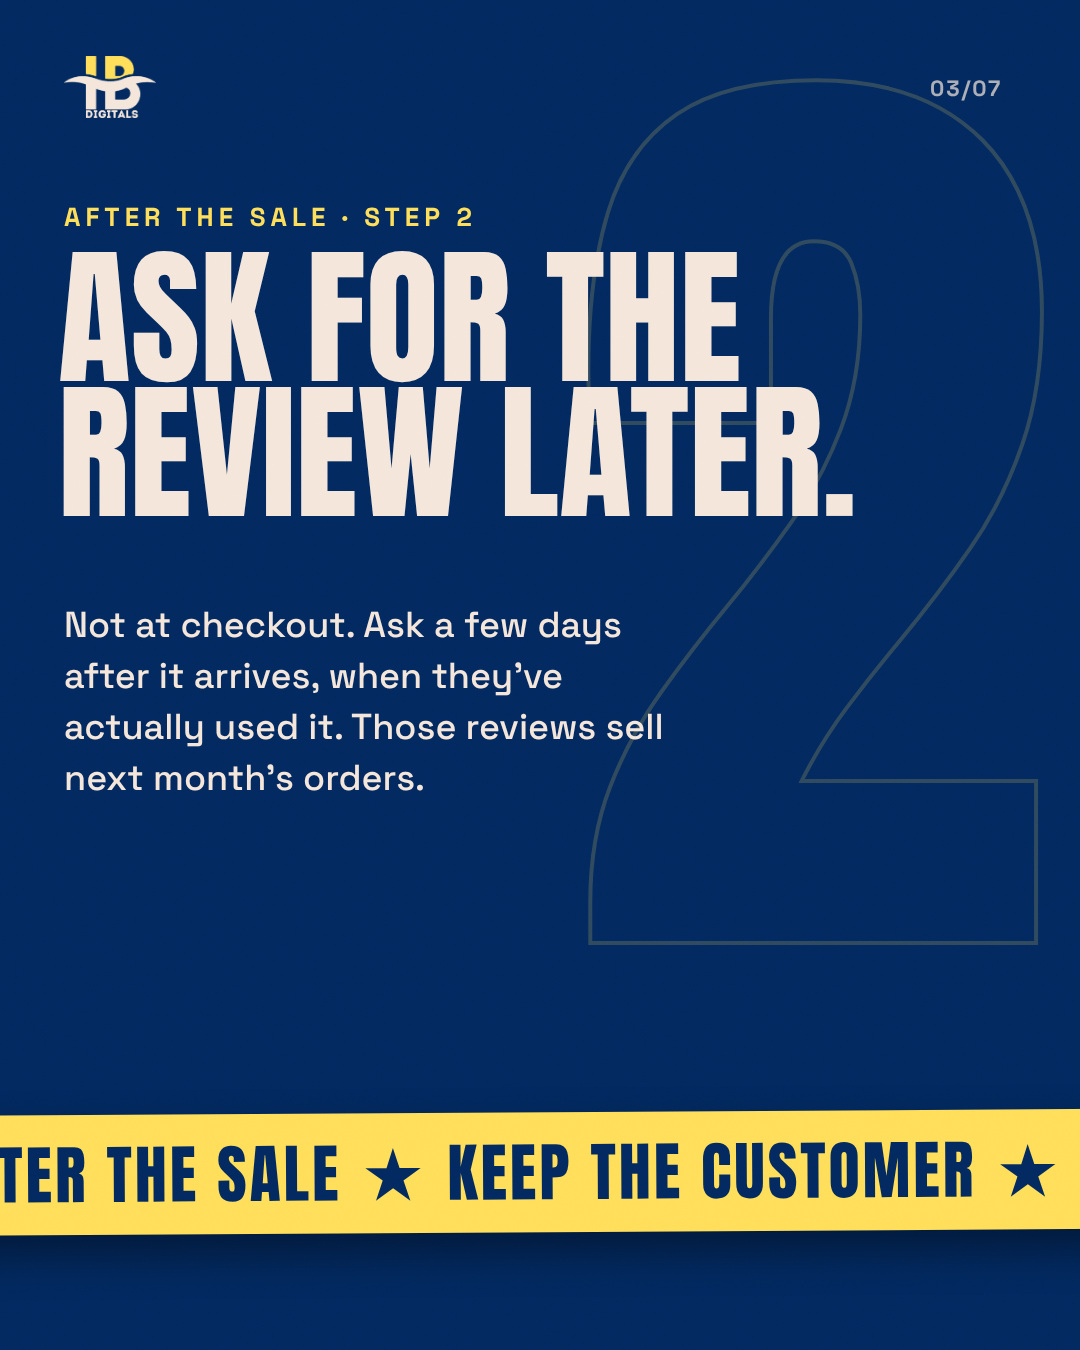 HB
DIGITALS
03/07
AFTER THE SALE · STEP 2
ASK FOR THE
REVIEW LATER.
2
Not at checkout. Ask a few days
after it arrives, when they’ve
actually used it. Those reviews sell
next month’s orders.
TER THE SALE ★ KEEP THE CUSTOMER ★